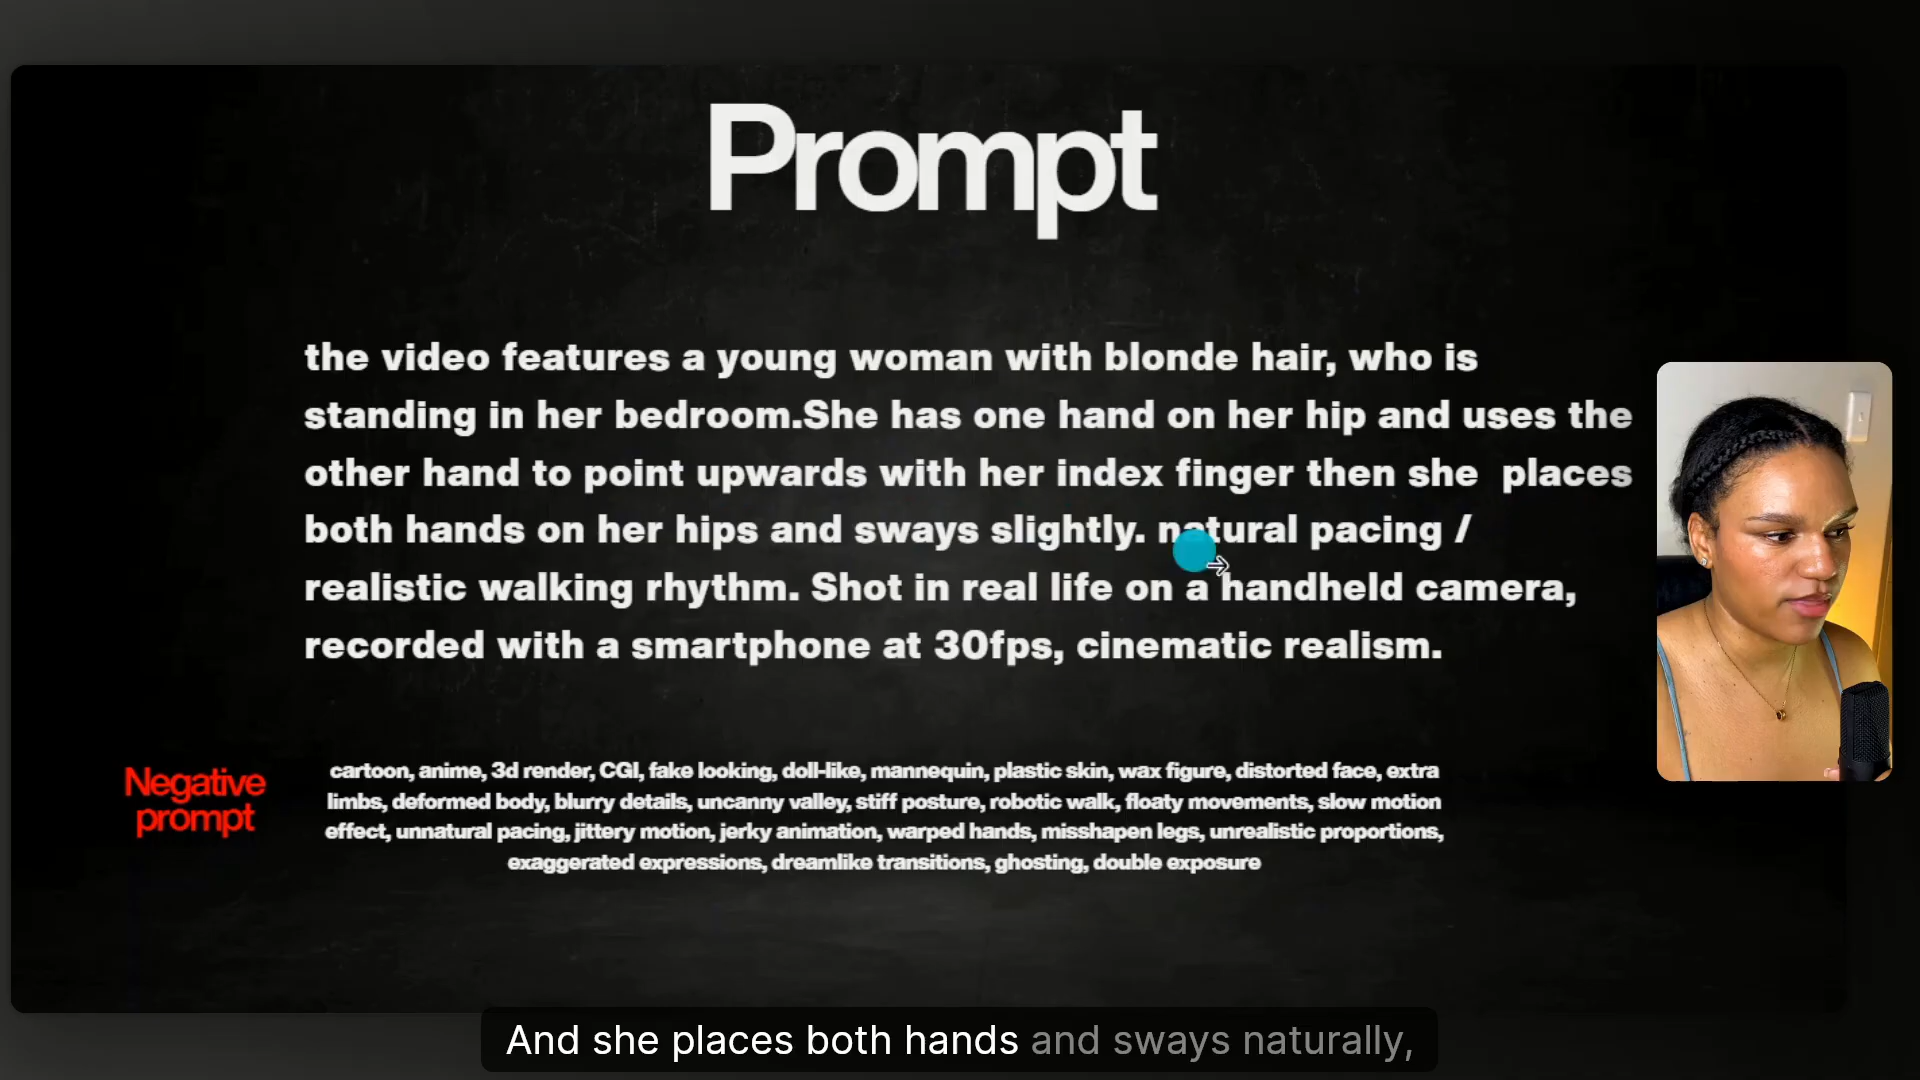 Prompt
the video features a young woman with blonde hair, who is
standing in her bedroom.She has one hand on her hip and uses the
other hand to point upwards with her index finger then she  places
both hands on her hips and sways slightly. natural pacing /
realistic walking rhythm. Shot in real life on a handheld camera,
recorded with a smartphone at 30fps, cinematic realism.
Negative
prompt
cartoon, anime, 3d render, CGI, fake looking, doll-like, mannequin, plastic skin, wax figure, distorted face, extra
limbs, deformed body, blurry details, uncanny valley, stiff posture, robotic walk, floaty movements, slow motion
effect, unnatural pacing, jittery motion, jerky animation, warped hands, misshapen legs, unrealistic proportions,
exaggerated expressions, dreamlike transitions, ghosting, double exposure
And she places both hands and sways naturally,